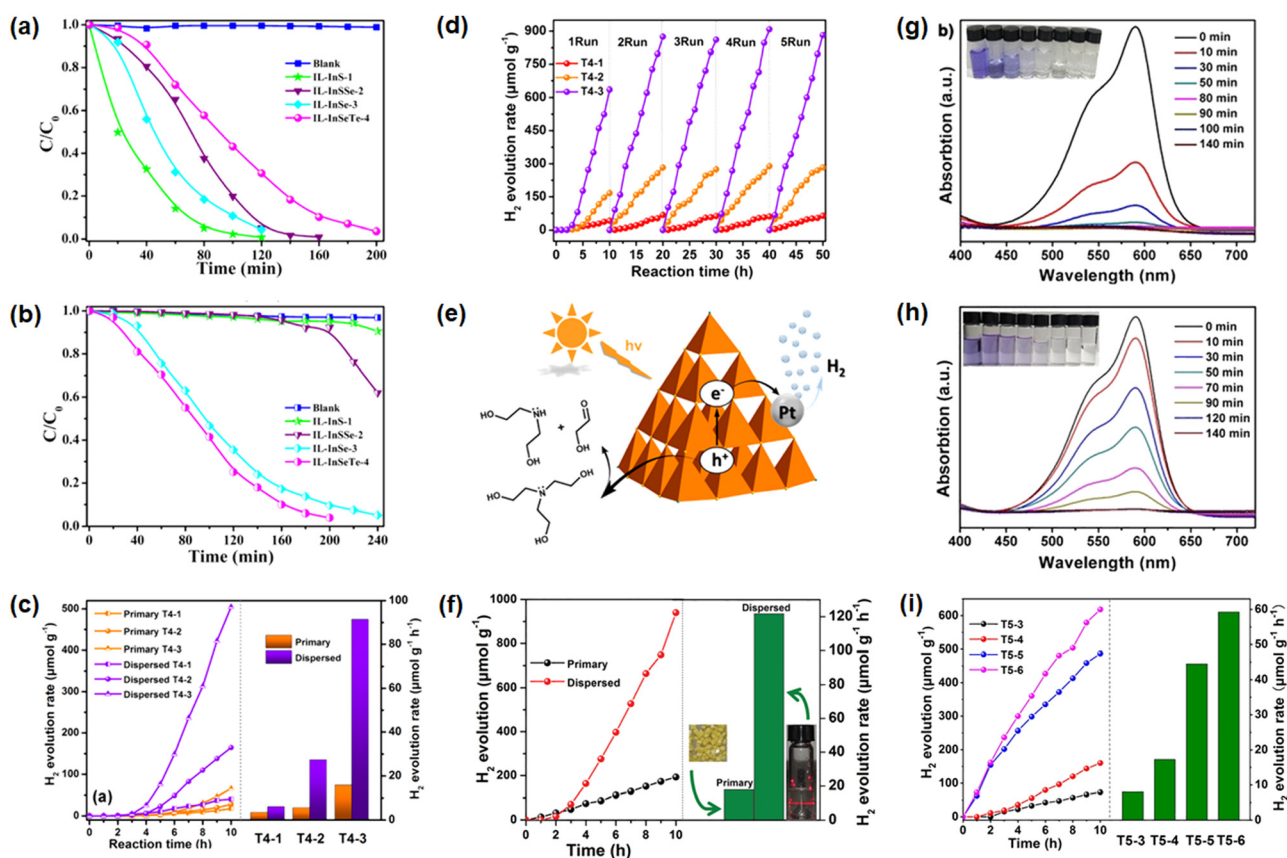 (a)
C/C0
1.0
0.8
0.6
0.4
0.2
0.0
Blank
IL-InS-1
IL-InSSe-2
IL-InSe-3
IL-InSeTe-4
0 40 80 120 160 200
Time (min)
(b)
C/C0
1.0
0.8
0.6
0.4
0.2
0.0
Blank
IL-InS-1
IL-InSSe-2
IL-InSe-3
IL-InSeTe-4
0 40 80 120 160 200 240
Time (min)
(c)
H2 evolution (μmol g-1)
500
400
300
200
100
50
0
Primary T4-1
Primary T4-2
Primary T4-3
Dispersed T4-1
Dispersed T4-2
Dispersed T4-3
(a)
Primary
Dispersed
100
80
60
40
20
0
H2 evolution rate (μmol g-1 h-1)
0 2 4 6 8 10 T4-1 T4-2 T4-3
Reaction time (h)
(d)
H2 evolution rate (μmol g-1)
900
750
600
450
300
150
0
1Run 2Run 3Run 4Run 5Run
T4-1
T4-2
T4-3
0 5 10 15 20 25 30 35 40 45 50
Reaction time (h)
(e)
hν
H2
e-
Pt
h+
HO
NH
OH
+
O
OH
HO
N
OH
OH
(f)
H2 evolution (μmol g-1)
1000
800
600
400
200
0
Primary
Dispersed
Dispersed
Primary
120
100
80
60
40
20
0
H2 evolution rate (μmol g-1 h-1)
0 2 4 6 8 10
Time (h)
(g)
b)
Absorbtion (a.u.)
0 min
10 min
30 min
50 min
80 min
90 min
100 min
140 min
400 450 500 550 600 650 700
Wavelength (nm)
(h)
Absorbtion (a.u.)
0 min
10 min
30 min
50 min
70 min
90 min
120 min
140 min
400 450 500 550 600 650 700
Wavelength (nm)
(i)
H2 evolution (μmol g-1)
600
500
400
300
200
100
0
T5-3
T5-4
T5-5
T5-6
60
50
40
30
20
10
0
H2 evolution rate (μmol g-1 h-1)
0 2 4 6 8 10 T5-3 T5-4 T5-5 T5-6
Time (h)